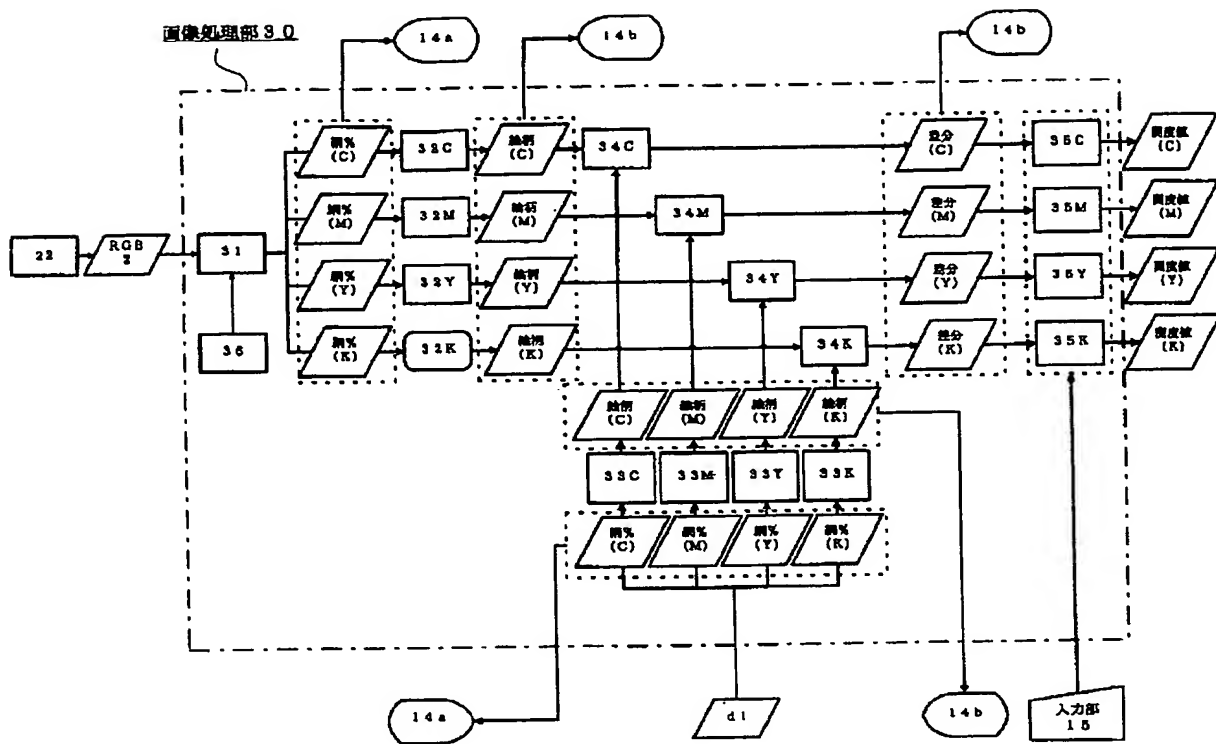 画像処理部30
14a
14b
14b
網%
(C)
32C
絵柄
(C)
34C
差分
(C)
35C
濃度値
(C)
網%
(M)
32M
絵柄
(M)
34M
差分
(M)
35M
濃度値
(M)
22
RGB
31
網%
(Y)
32Y
絵柄
(Y)
34Y
差分
(Y)
35Y
濃度値
(Y)
36
網%
(K)
32K
絵柄
(K)
34K
差分
(K)
35K
濃度値
(K)
絵柄
(C)
絵柄
(M)
絵柄
(Y)
絵柄
(K)
33C
33M
33Y
33K
網%
(C)
網%
(M)
網%
(Y)
網%
(K)
14a
d1
14b
入力部
15